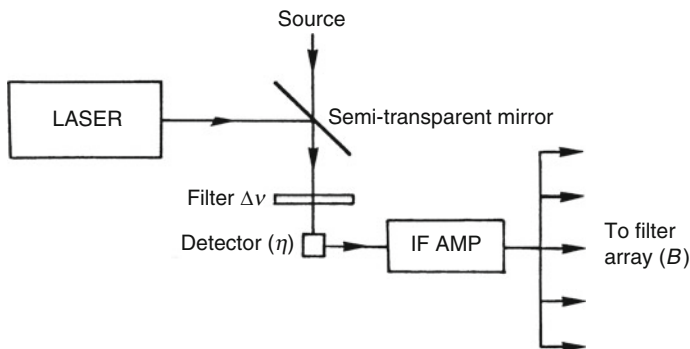 Source
LASER
Semi-transparent mirror
Filter Δν
Detector (η)
IF AMP
To filter
array (B)